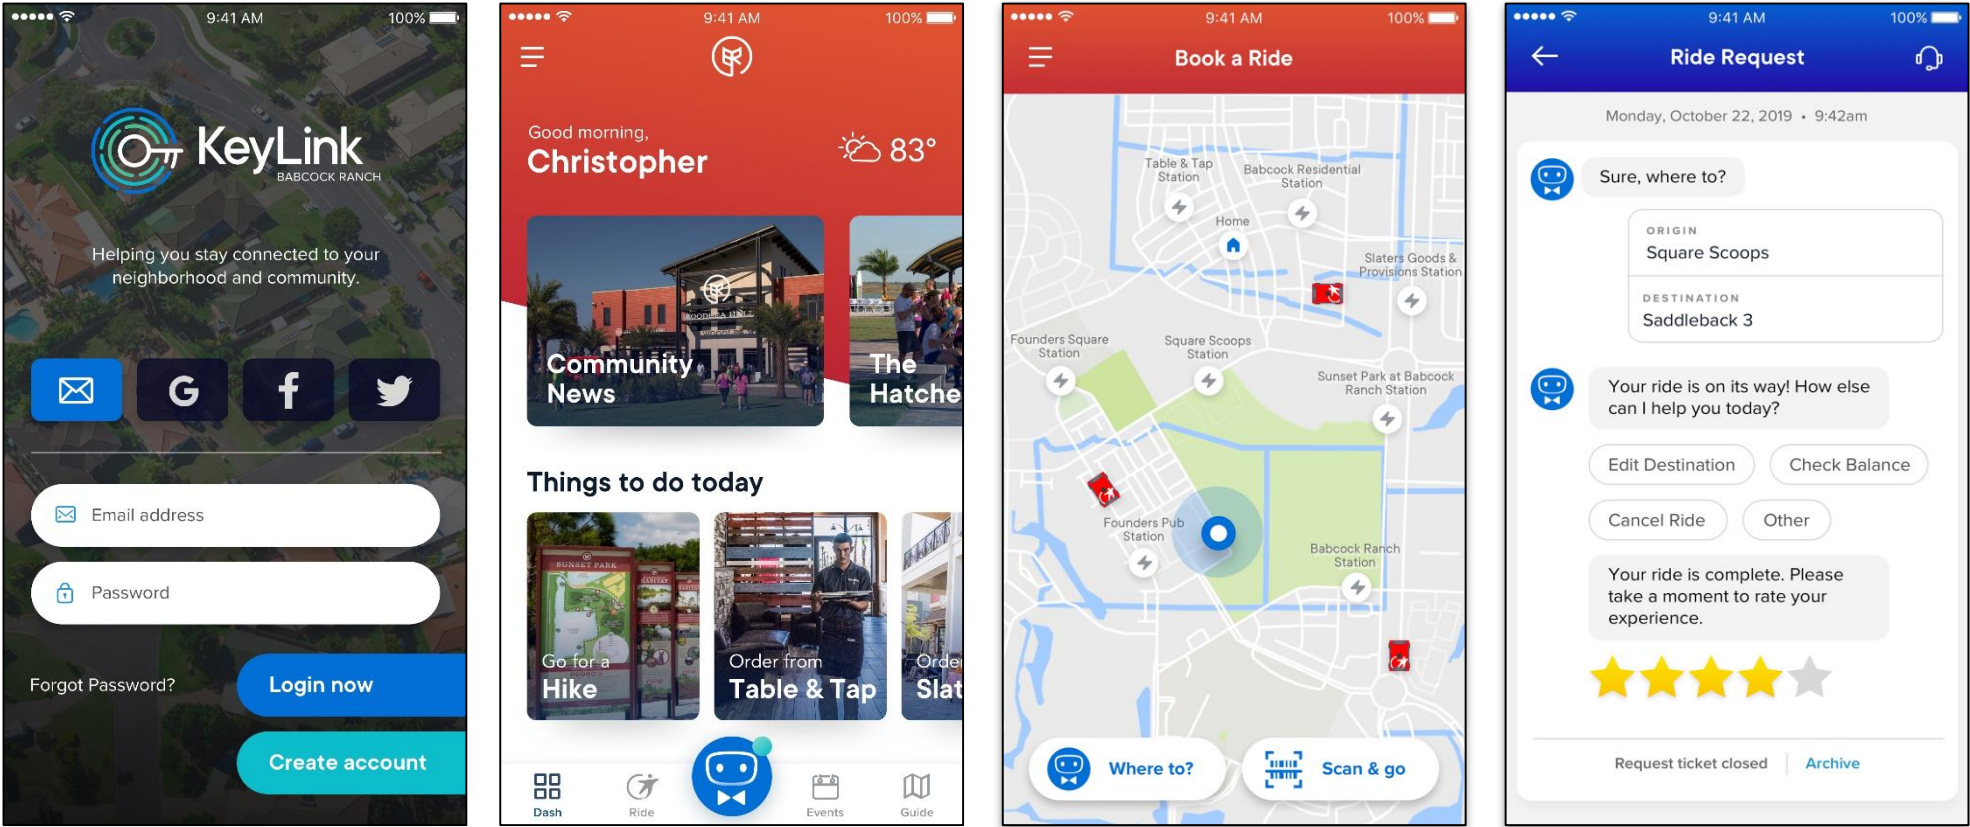 9:41 AM
100%
KeyLink
BABCOCK RANCH
Helping you stay connected to your
neighborhood and community.
G
f
Email address
Password
Forgot Password?
Login now
Create account
9:41 AM
100%
Good morning,
Christopher
83°
WOODLEA HALL
Community
News
The
Hatche
Things to do today
SUNSET PARK
HABITAT
Go for a
Hike
Order from
Table & Tap
Orde
Slat
Dash
Ride
Events
Guide
9:41 AM
100%
Book a Ride
Table & Tap
Station
Babcock Residential
Station
Home
Slaters Goods &
Provisions Station
Founders Square
Station
Square Scoops
Station
Sunset Park at Babcock
Ranch Station
Founders Pub
Station
Babcock Ranch
Station
Where to?
Scan & go
9:41 AM
100%
Ride Request
Monday, October 22, 2019 • 9:42am
Sure, where to?
ORIGIN
Square Scoops
DESTINATION
Saddleback 3
Your ride is on its way! How else
can I help you today?
Edit Destination
Check Balance
Cancel Ride
Other
Your ride is complete. Please
take a moment to rate your
experience.
Request ticket closed
Archive